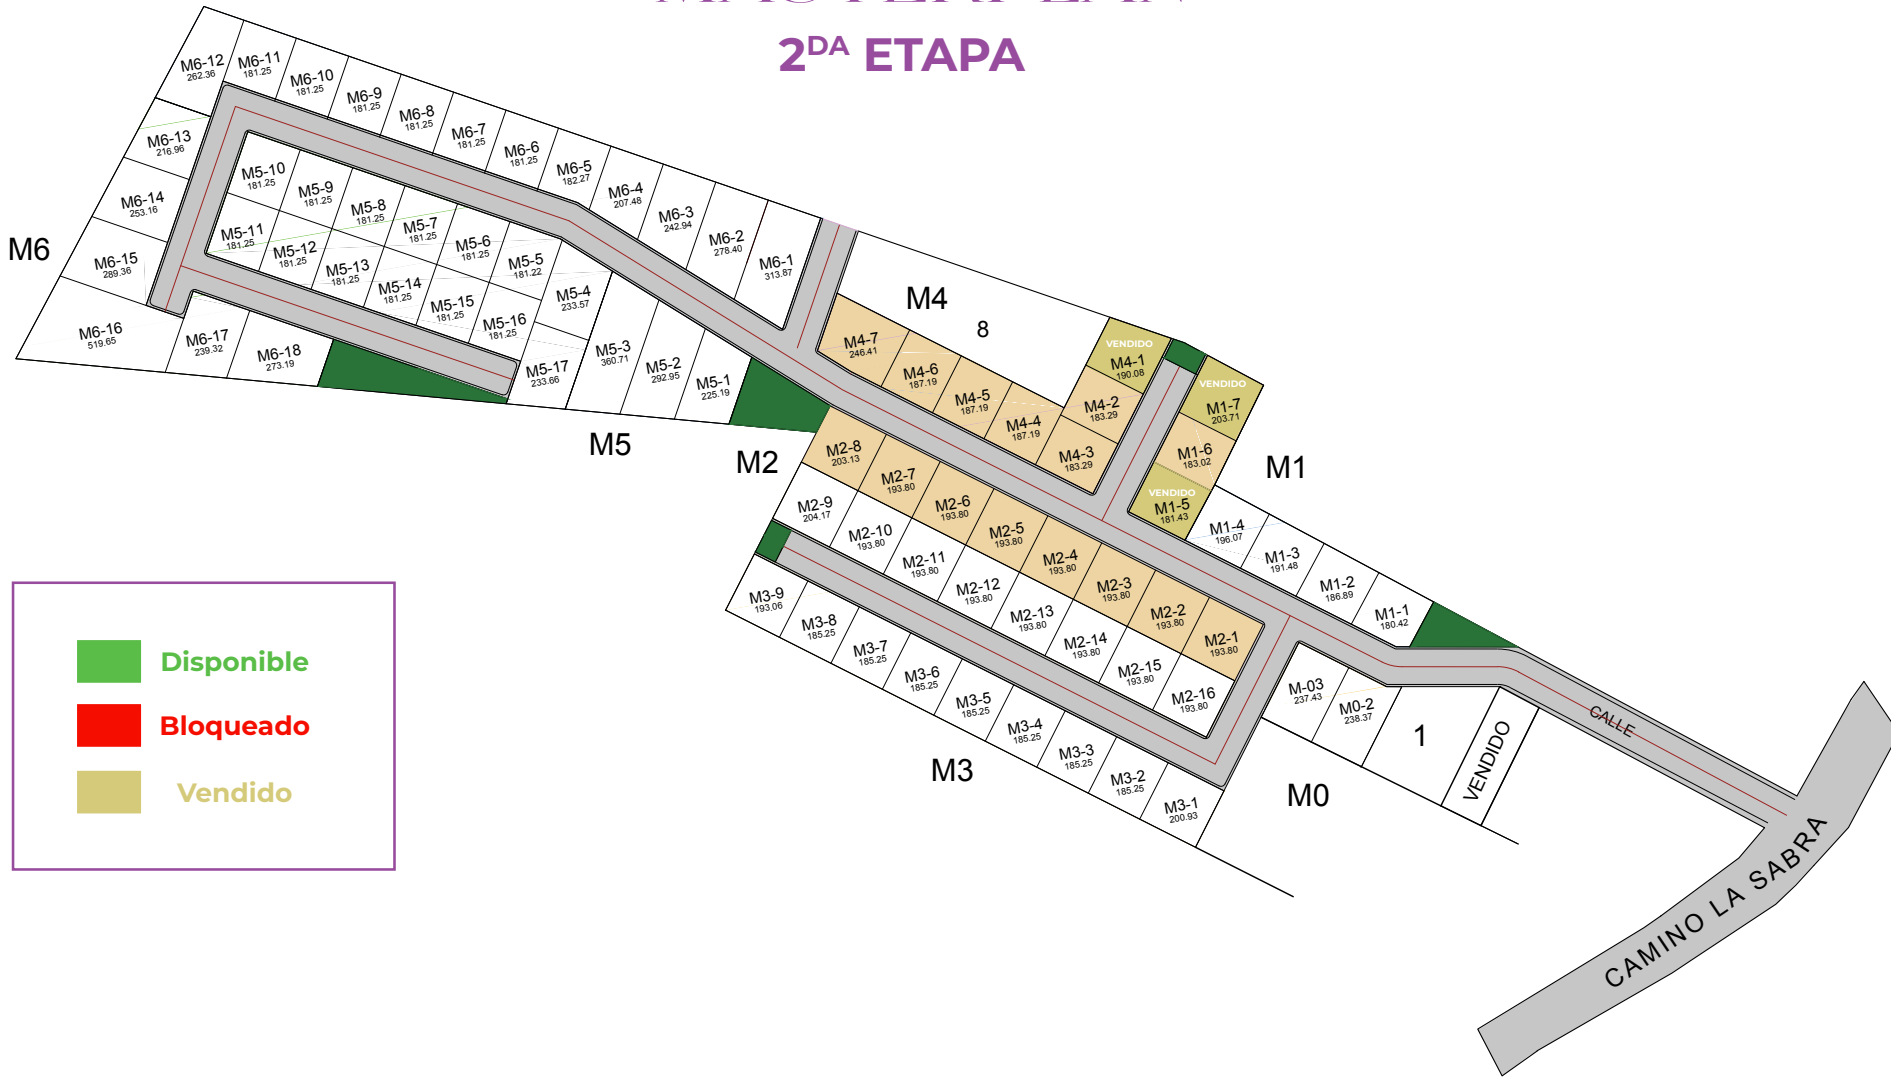 MASTERPLAN
2DA ETAPA
M6-12
262.36
M6-11
181.25
M6-10
181.25
M6-9
181.25
M6-8
181.25
M6-7
181.25
M6-6
181.25
M6-5
182.27
M6-4
207.48
M6-3
242.94
M6-2
278.40
M6-1
313.87
M6-13
216.96
M6-14
253.16
M6-15
289.36
M6-16
519.65
M6-17
239.32
M6-18
273.19
M6
M5-10
181.25
M5-9
181.25
M5-8
181.25
M5-7
181.25
M5-6
181.25
M5-5
181.22
M5-4
233.57
M5-11
181.25
M5-12
181.25
M5-13
181.25
M5-14
181.25
M5-15
181.25
M5-16
181.25
M5-17
233.66
M5-3
360.71
M5-2
292.95
M5-1
225.19
M5
M4
8
M4-7
246.41
M4-6
187.19
M4-5
187.19
M4-4
187.19
M4-3
183.29
M4-2
183.29
VENDIDO
M4-1
190.08
VENDIDO
M1-7
203.71
M1-6
183.02
VENDIDO
M1-5
181.43
M1
M1-4
196.07
M1-3
191.48
M1-2
186.89
M1-1
180.42
M2
M2-8
203.13
M2-7
193.80
M2-6
193.80
M2-5
193.80
M2-4
193.80
M2-3
193.80
M2-2
193.80
M2-1
193.80
M2-9
204.17
M2-10
193.80
M2-11
193.80
M2-12
193.80
M2-13
193.80
M2-14
193.80
M2-15
193.80
M2-16
193.80
M3-9
193.06
M3-8
185.25
M3-7
185.25
M3-6
185.25
M3-5
185.25
M3-4
185.25
M3-3
185.25
M3-2
185.25
M3-1
200.93
M3
M-03
237.43
M0-2
238.37
1
VENDIDO
M0
CALLE
CAMINO LA SABRA
Disponible
Bloqueado
Vendido